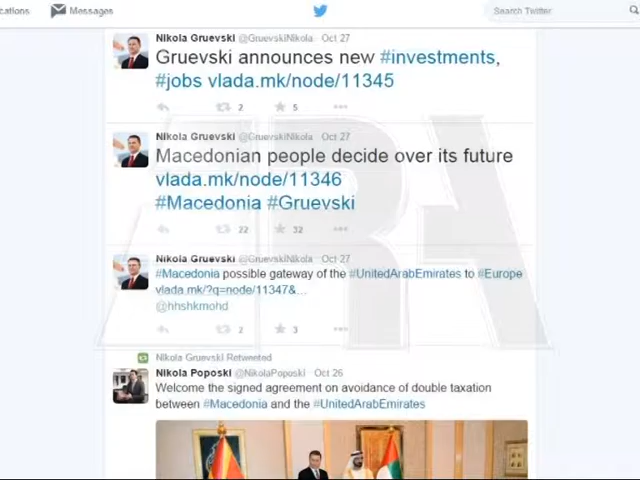 cations Messages Search Twitter
Nikola Gruevski @GruevskiNikola · Oct 27
Gruevski announces new #investments,
#jobs vlada.mk/node/11345
2 5
Nikola Gruevski @GruevskiNikola · Oct 27
Macedonian people decide over its future
vlada.mk/node/11346
#Macedonia #Gruevski
22 32
Nikola Gruevski @GruevskiNikola · Oct 27
#Macedonia possible gateway of the #UnitedArabEmirates to #Europe
vlada.mk/?q=node/11347&...
@hhshkmohd
2 3
Nikola Gruevski Retweeted
Nikola Poposki @NikolaPoposki · Oct 26
Welcome the signed agreement on avoidance of double taxation
between #Macedonia and the #UnitedArabEmirates